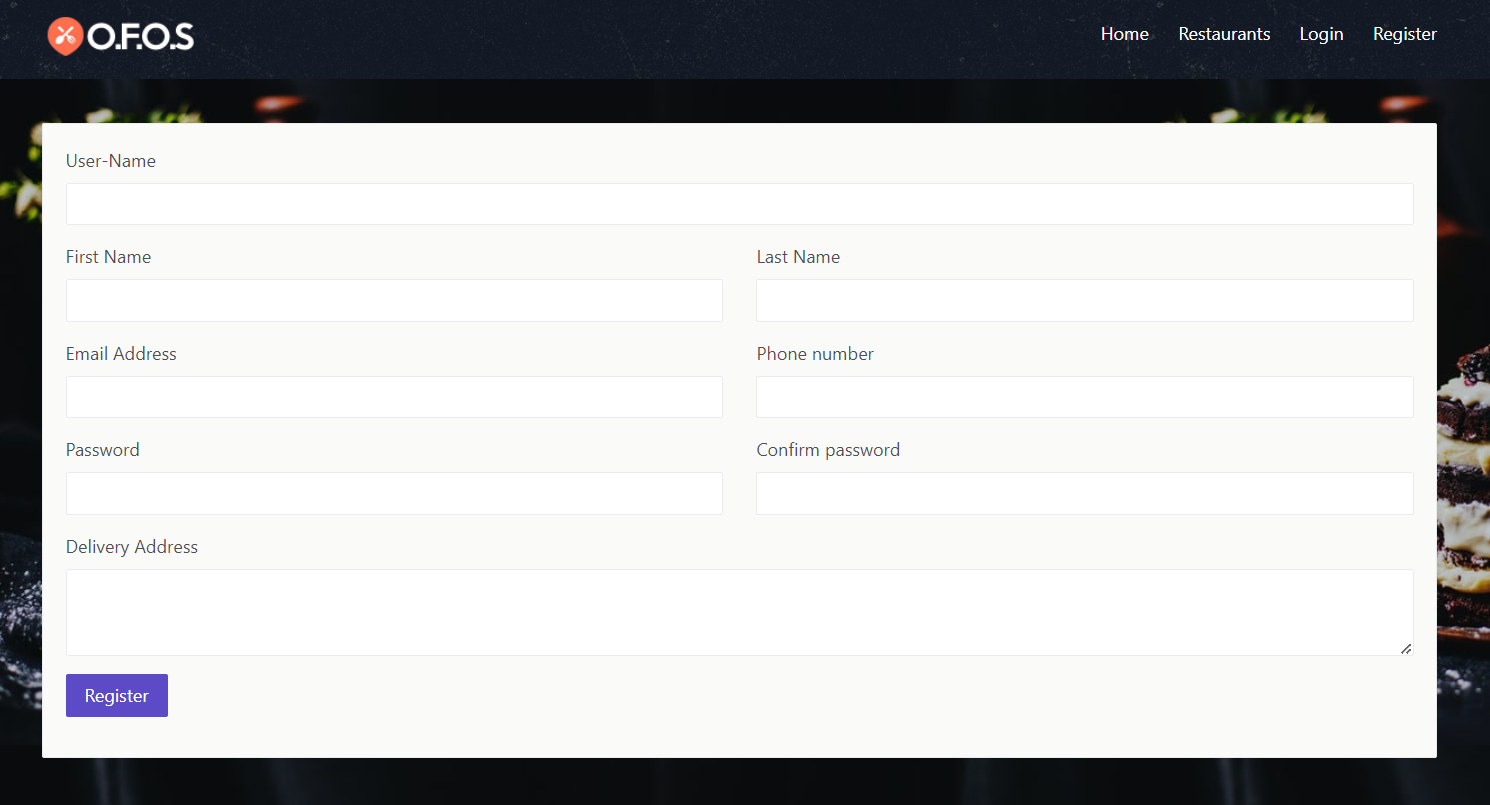 O.F.O.S
Home Restaurants Login Register
User-Name
First Name Last Name
Email Address Phone number
Password Confirm password
Delivery Address
Register